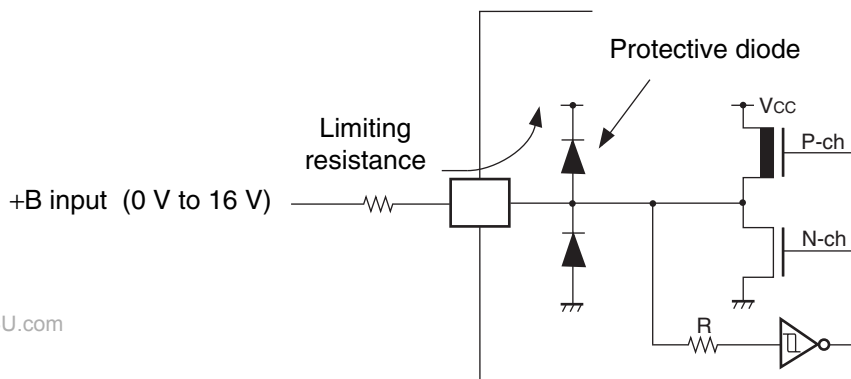 Protective diode
VCC
Limiting
resistance
P-ch
+B input (0 V to 16 V)
N-ch
U.com
R